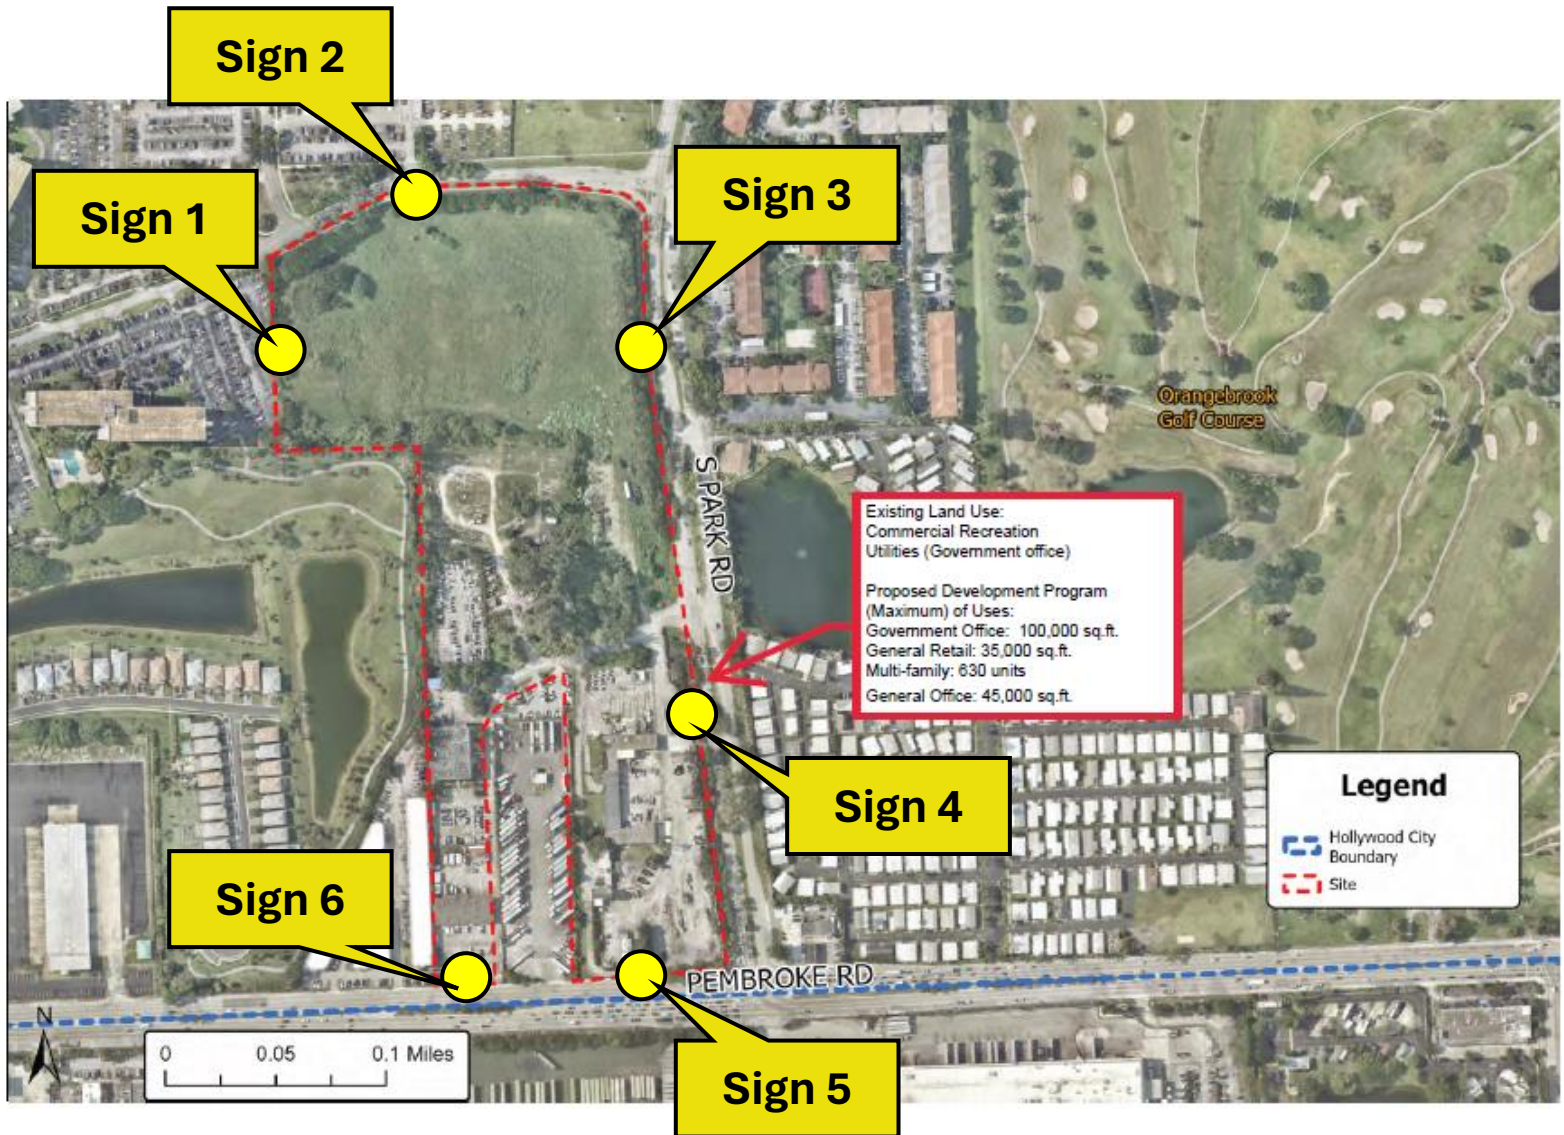 Sign 2
Sign 1
Sign 3
Orangebrook
Golf Course
S PARK RD
Existing Land Use:
Commercial Recreation
Utilities (Government office)
Proposed Development Program
(Maximum) of Uses:
Government Office: 100,000 sq.ft.
General Retail: 35,000 sq.ft.
Multi-family: 630 units
General Office: 45,000 sq.ft.
Sign 4
Legend
Hollywood City
Boundary
Site
Sign 6
PEMBROKE RD
N
0 0.05 0.1 Miles
Sign 5